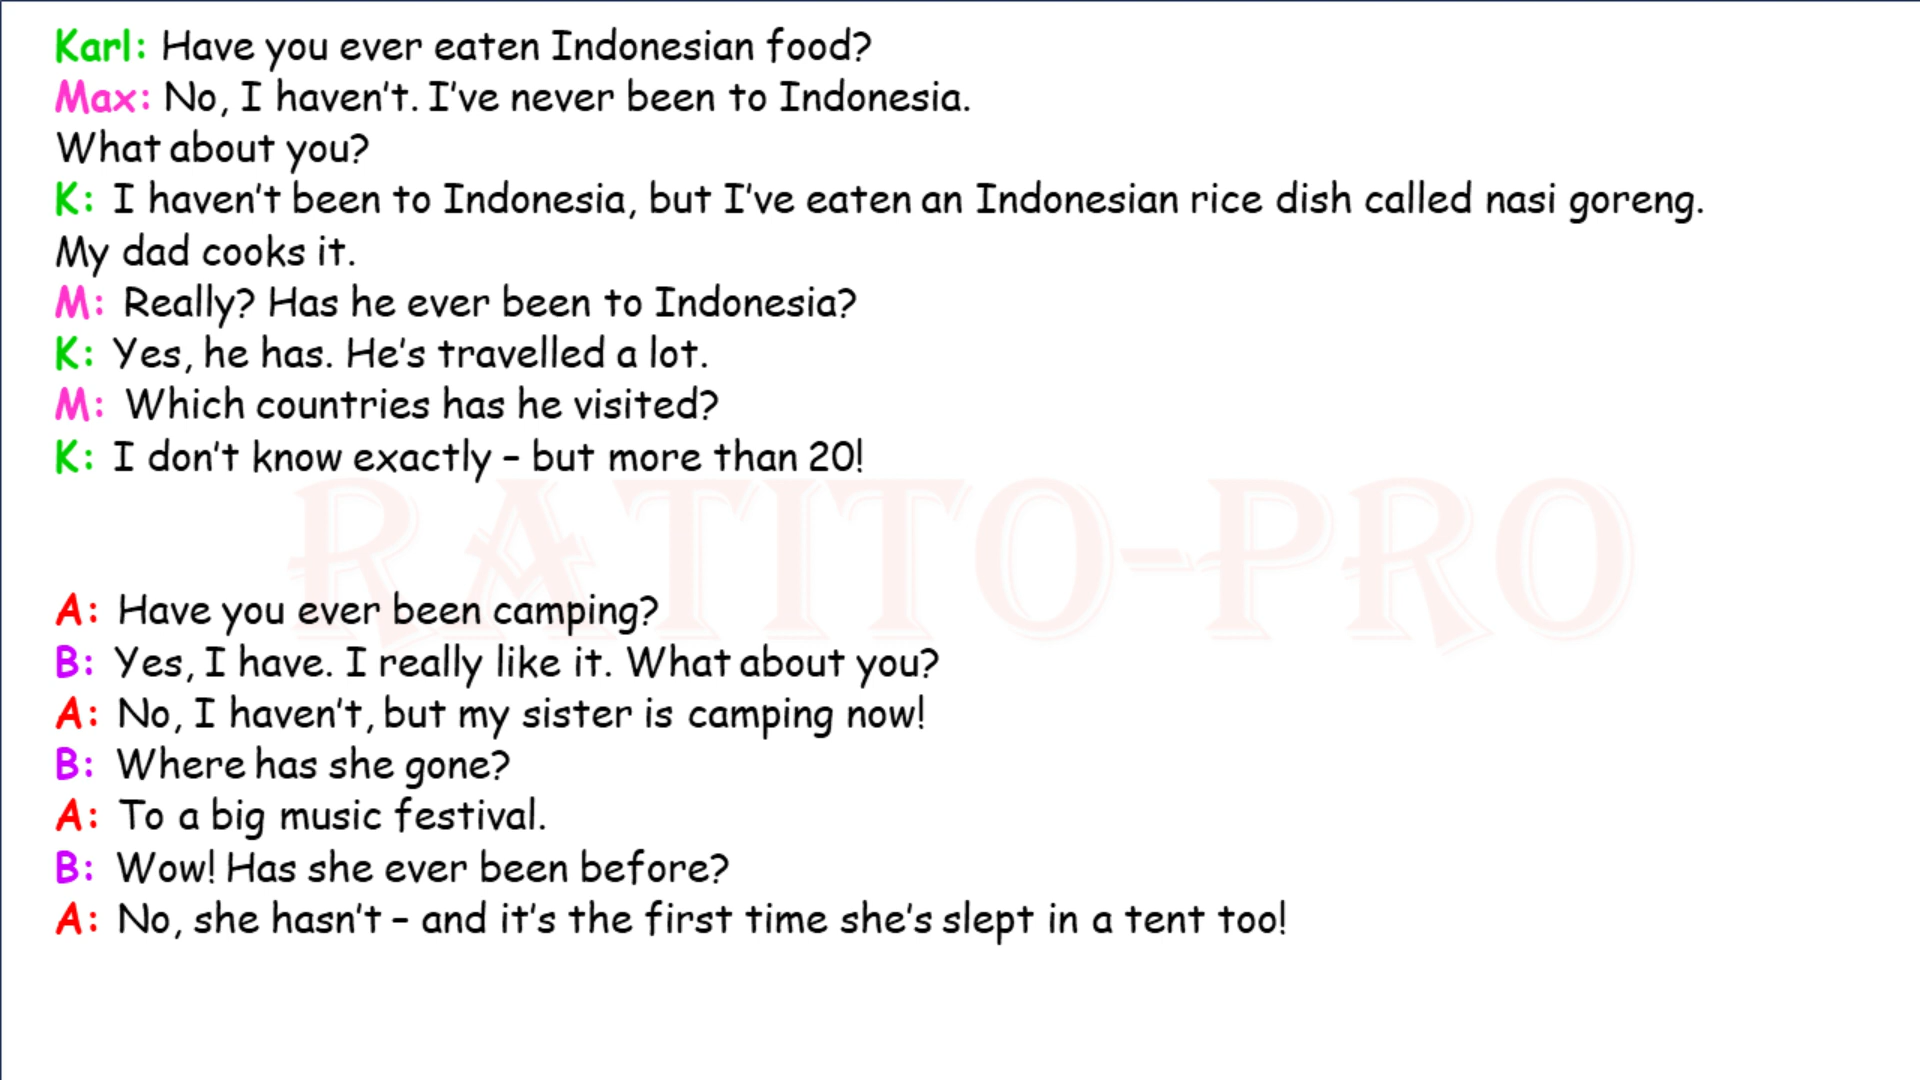 Karl: Have you ever eaten Indonesian food?
Max: No, I haven't. I've never been to Indonesia.
What about you?
K: I haven't been to Indonesia, but I've eaten an Indonesian rice dish called nasi goreng.
My dad cooks it.
M: Really? Has he ever been to Indonesia?
K: Yes, he has. He's travelled a lot.
M: Which countries has he visited?
K: I don't know exactly – but more than 20!
RATITO-PRO
A: Have you ever been camping?
B: Yes, I have. I really like it. What about you?
A: No, I haven't, but my sister is camping now!
B: Where has she gone?
A: To a big music festival.
B: Wow! Has she ever been before?
A: No, she hasn't – and it's the first time she's slept in a tent too!